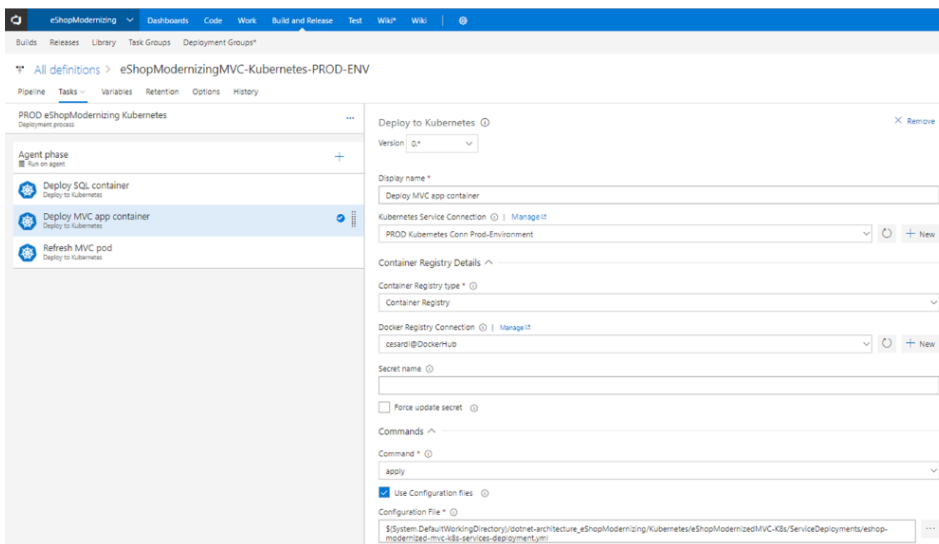 eShopModernizing Dashboards Code Work Build and Release Test Wiki* Wiki
Builds Releases Library Task Groups Deployment Groups*
All definitions > eShopModernizingMVC-Kubernetes-PROD-ENV
Pipeline Tasks Variables Retention Options History
PROD eShopModernizing Kubernetes ...
Deployment process
Agent phase +
Run on agent
Deploy SQL container
Deploy to Kubernetes
Deploy MVC app container
Deploy to Kubernetes
Refresh MVC pod
Deploy to Kubernetes
Deploy to Kubernetes Remove
Version 0.*
Display name *
Deploy MVC app container
Kubernetes Service Connection | Manage
PROD Kubernetes Conn Prod-Environment + New
Container Registry Details
Container Registry type *
Container Registry
Docker Registry Connection | Manage
cesardl@DockerHub + New
Secret name
Force update secret
Commands
Command *
apply
Use Configuration files
Configuration File *
$(System.DefaultWorkingDirectory)/dotnet-architecture_eShopModernizing/Kubernetes/eShopModernizedMVC-K8s/ServiceDeployments/eshop-
modernized-mvc-k8s-services-deployment.yml ...